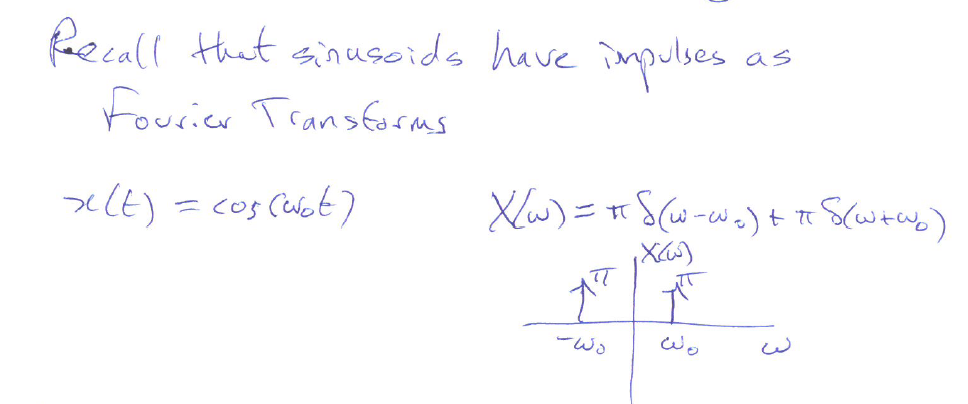 Recall that sinusoids have impulses as
Fourier Transforms
x(t) = cos(ω₀t)
X(ω) = π δ(ω-ω₀) + π δ(ω+ω₀)
X(ω)
π π
-ω₀ ω₀ ω